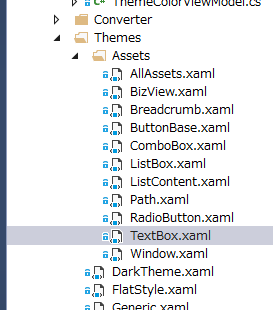 C# ThemeColorViewModel.cs
Converter
Themes
Assets
AllAssets.xaml
BizView.xaml
Breadcrumb.xaml
ButtonBase.xaml
ComboBox.xaml
ListBox.xaml
ListContent.xaml
Path.xaml
RadioButton.xaml
TextBox.xaml
Window.xaml
DarkTheme.xaml
FlatStyle.xaml
Generic.xaml